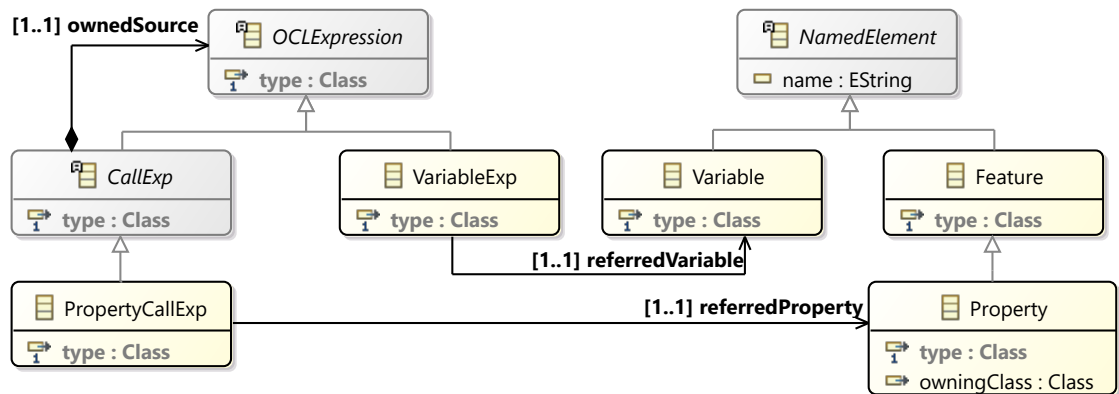 [1..1] ownedSource
OCLExpression
type : Class
NamedElement
name : EString
CallExp
type : Class
VariableExp
type : Class
Variable
type : Class
Feature
type : Class
[1..1] referredVariable
PropertyCallExp
type : Class
[1..1] referredProperty
Property
type : Class
owningClass : Class